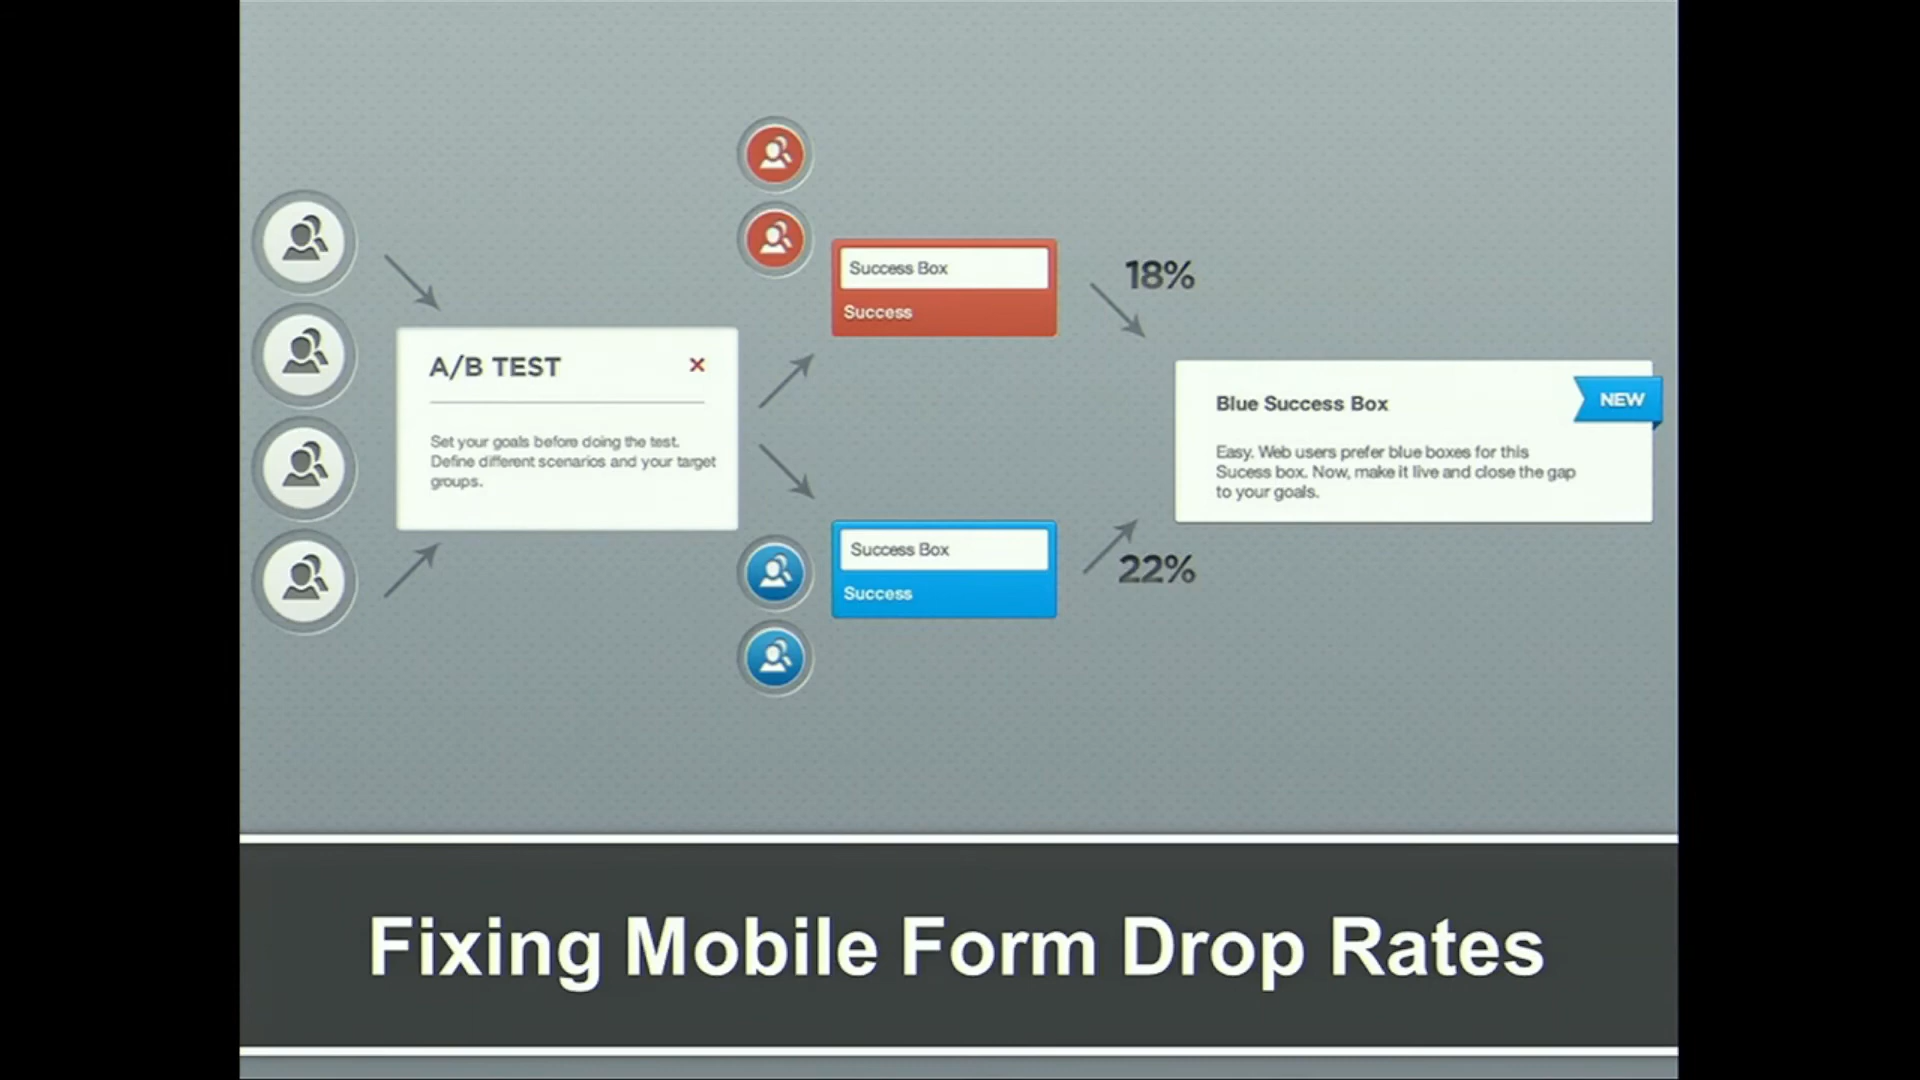 A/B TEST
Set your goals before doing the test.
Define different scenarios and your target
groups.
Success Box
Success
18%
Success Box
Success
22%
Blue Success Box
NEW
Easy. Web users prefer blue boxes for this
Sucess box. Now, make it live and close the gap
to your goals.
Fixing Mobile Form Drop Rates